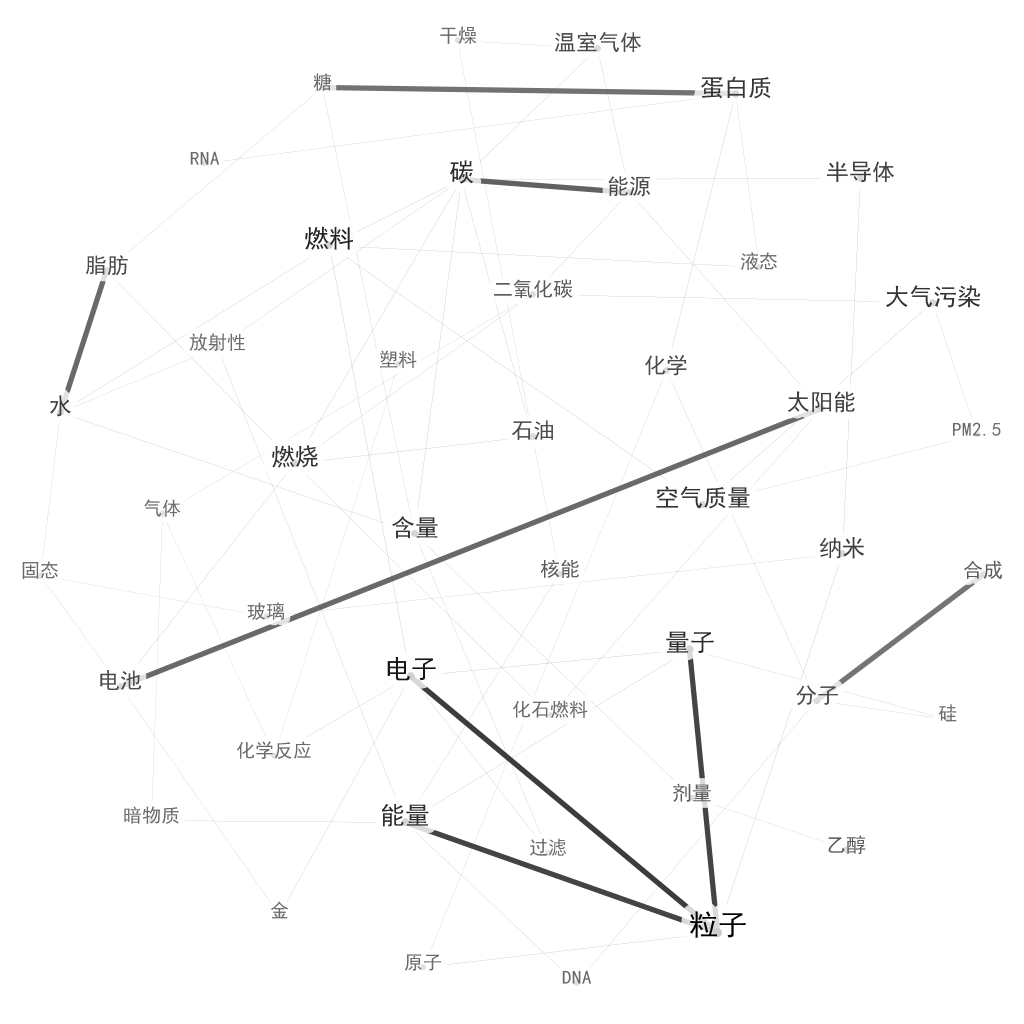 干燥
温室气体
糖
蛋白质
RNA
碳
能源
半导体
燃料
脂肪
液态
二氧化碳
大气污染
放射性
塑料
化学
水
太阳能
石油
PM2.5
燃烧
空气质量
气体
含量
纳米
固态
核能
合成
玻璃
量子
电池
电子
分子
化石燃料
硅
化学反应
剂量
暗物质
能量
过滤
乙醇
金
粒子
原子
DNA